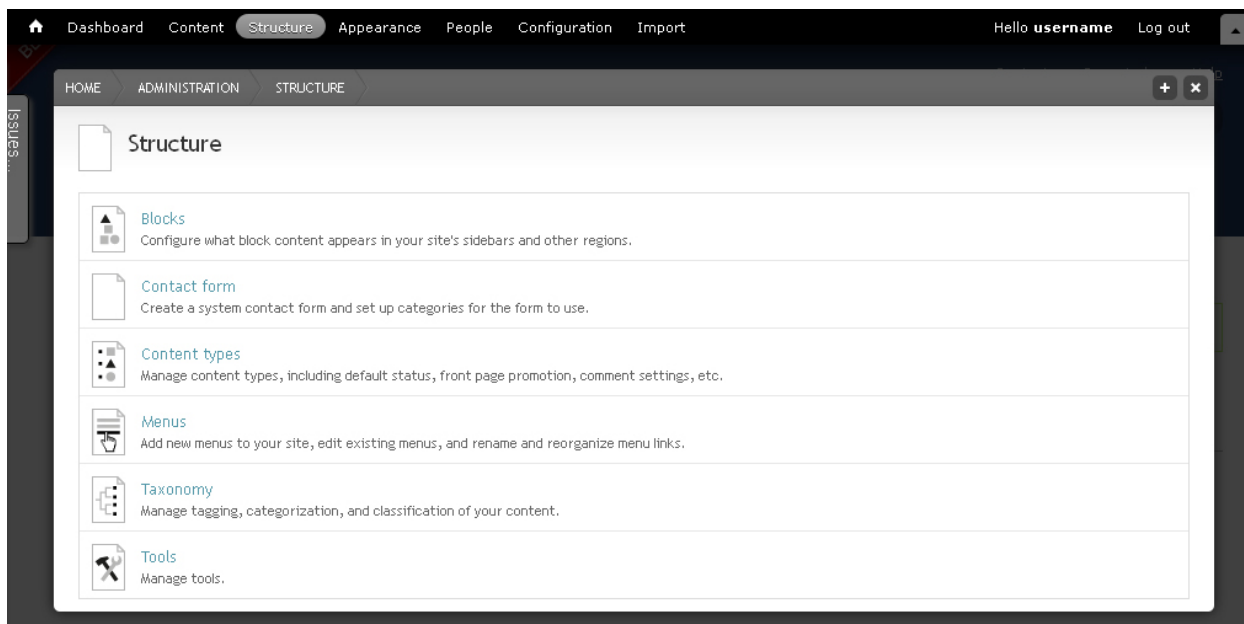 Dashboard Content Structure Appearance People Configuration Import Hello username Log out
HOME ADMINISTRATION STRUCTURE
Issues...
Structure
Blocks
Configure what block content appears in your site's sidebars and other regions.
Contact form
Create a system contact form and set up categories for the form to use.
Content types
Manage content types, including default status, front page promotion, comment settings, etc.
Menus
Add new menus to your site, edit existing menus, and rename and reorganize menu links.
Taxonomy
Manage tagging, categorization, and classification of your content.
Tools
Manage tools.